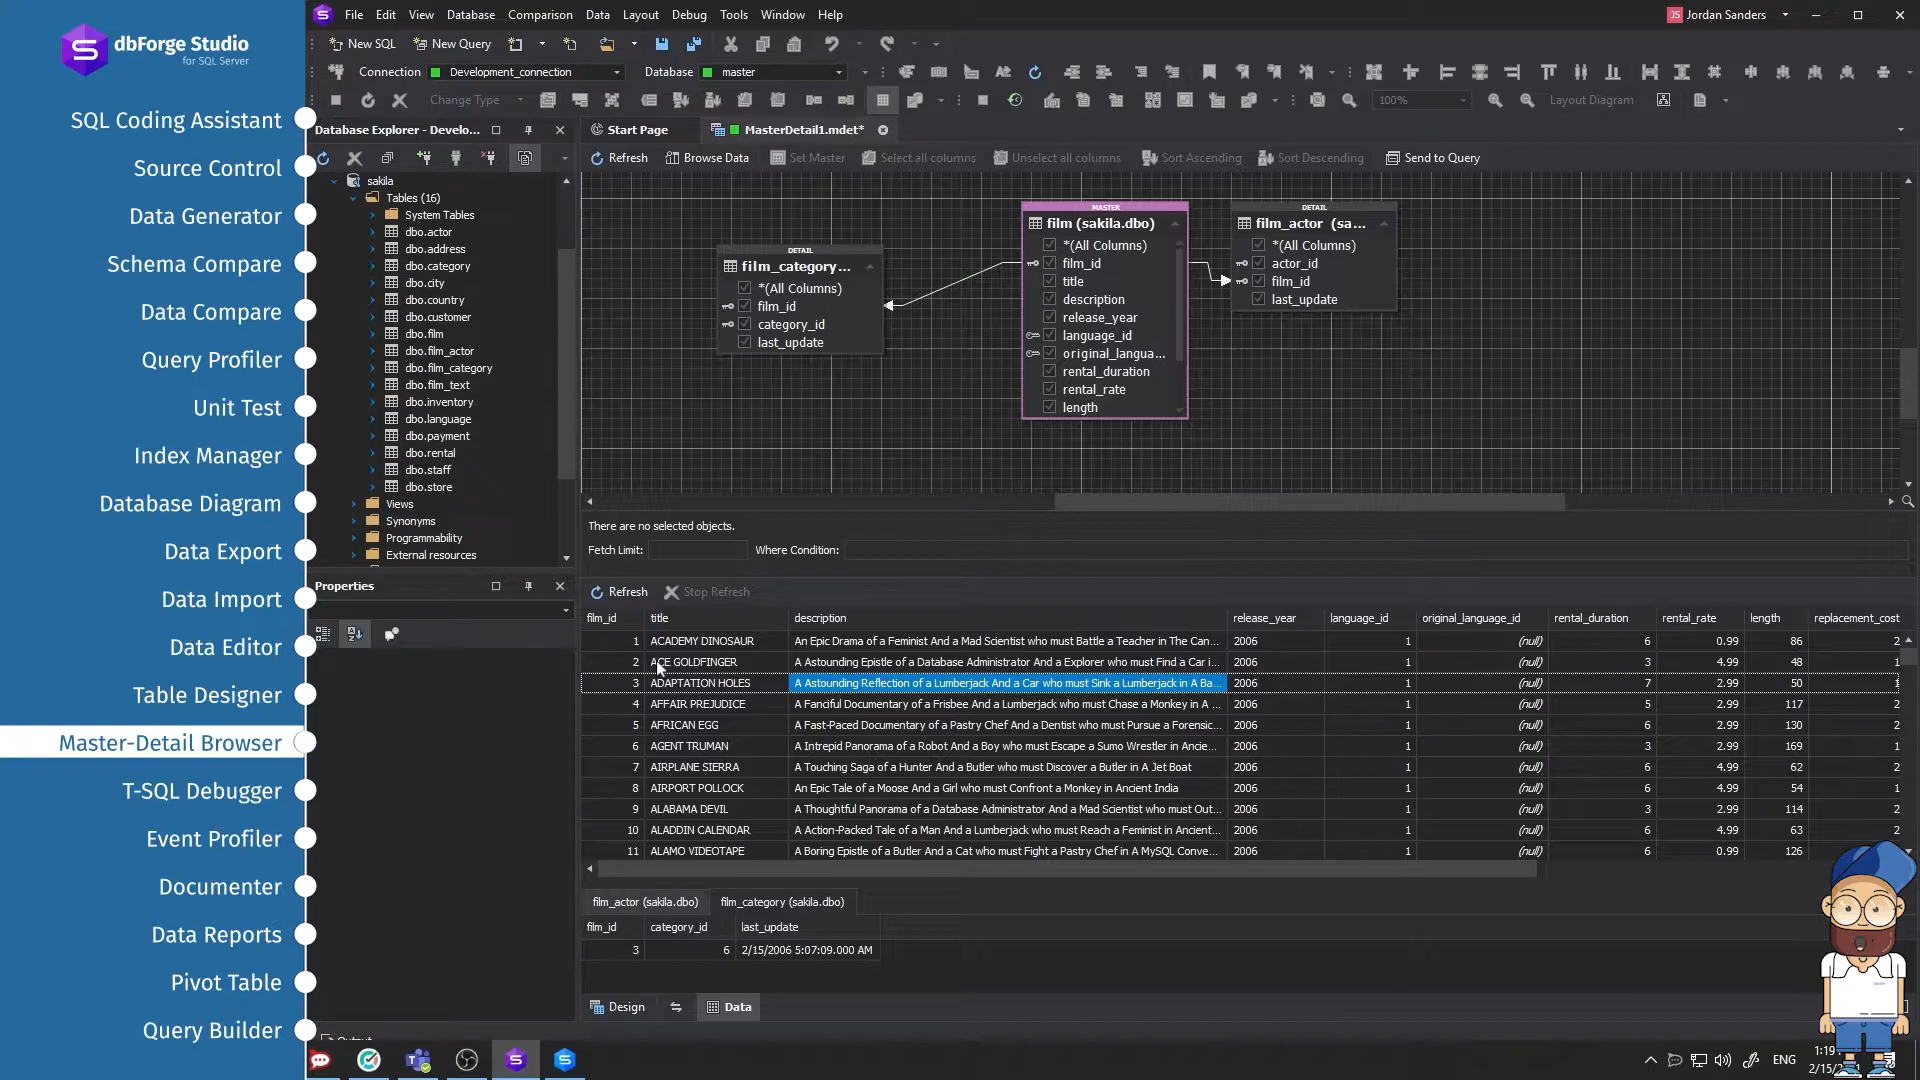 dbForge Studio
for SQL Server
SQL Coding Assistant
Source Control
Data Generator
Schema Compare
Data Compare
Query Profiler
Unit Test
Index Manager
Database Diagram
Data Export
Data Import
Data Editor
Table Designer
Master-Detail Browser
T-SQL Debugger
Event Profiler
Documenter
Data Reports
Pivot Table
Query Builder
File Edit View Database Comparison Data Layout Debug Tools Window Help
JS Jordan Sanders
New SQL New Query
Connection Development_connection Database master
Change Type 100% Layout Diagram
Database Explorer - Develo...
sakila
Tables (16)
System Tables
dbo.actor
dbo.address
dbo.category
dbo.city
dbo.country
dbo.customer
dbo.film
dbo.film_actor
dbo.film_category
dbo.film_text
dbo.inventory
dbo.language
dbo.payment
dbo.rental
dbo.staff
dbo.store
Views
Synonyms
Programmability
External resources
Properties
Start Page MasterDetail1.mdet*
Refresh Browse Data Set Master Select all columns Unselect all columns Sort Ascending Sort Descending Send to Query
DETAIL
film_category...
*(All Columns)
film_id
category_id
last_update
MASTER
film (sakila.dbo)
*(All Columns)
film_id
title
description
release_year
language_id
original_langua...
rental_duration
rental_rate
length
DETAIL
film_actor (sa...
*(All Columns)
actor_id
film_id
last_update
There are no selected objects.
Fetch Limit: Where Condition:
Refresh Stop Refresh
film_id title description release_year language_id original_language_id rental_duration rental_rate length replacement_cost
1 ACADEMY DINOSAUR An Epic Drama of a Feminist And a Mad Scientist who must Battle a Teacher in The Can... 2006 1 (null) 6 0.99 86 2
2 ACE GOLDFINGER A Astounding Epistle of a Database Administrator And a Explorer who must Find a Car i... 2006 1 (null) 3 4.99 48 1
3 ADAPTATION HOLES A Astounding Reflection of a Lumberjack And a Car who must Sink a Lumberjack in A Ba... 2006 1 (null) 7 2.99 50 1
4 AFFAIR PREJUDICE A Fanciful Documentary of a Frisbee And a Lumberjack who must Chase a Monkey in A ... 2006 1 (null) 5 2.99 117 2
5 AFRICAN EGG A Fast-Paced Documentary of a Pastry Chef And a Dentist who must Pursue a Forensic... 2006 1 (null) 6 2.99 130 2
6 AGENT TRUMAN A Intrepid Panorama of a Robot And a Boy who must Escape a Sumo Wrestler in Ancie... 2006 1 (null) 3 2.99 169 1
7 AIRPLANE SIERRA A Touching Saga of a Hunter And a Butler who must Discover a Butler in A Jet Boat 2006 1 (null) 6 4.99 62 2
8 AIRPORT POLLOCK An Epic Tale of a Moose And a Girl who must Confront a Monkey in Ancient India 2006 1 (null) 6 4.99 54 1
9 ALABAMA DEVIL A Thoughtful Panorama of a Database Administrator And a Mad Scientist who must Out... 2006 1 (null) 3 2.99 114 2
10 ALADDIN CALENDAR A Action-Packed Tale of a Man And a Lumberjack who must Reach a Feminist in Ancient... 2006 1 (null) 6 4.99 63 2
11 ALAMO VIDEOTAPE A Boring Epistle of a Butler And a Cat who must Fight a Pastry Chef in A MySQL Conve... 2006 1 (null) 6 0.99 126
film_actor (sakila.dbo) film_category (sakila.dbo)
film_id category_id last_update
3 6 2/15/2006 5:07:09.000 AM
Design Data
Output
ENG
1:19
2/15/2